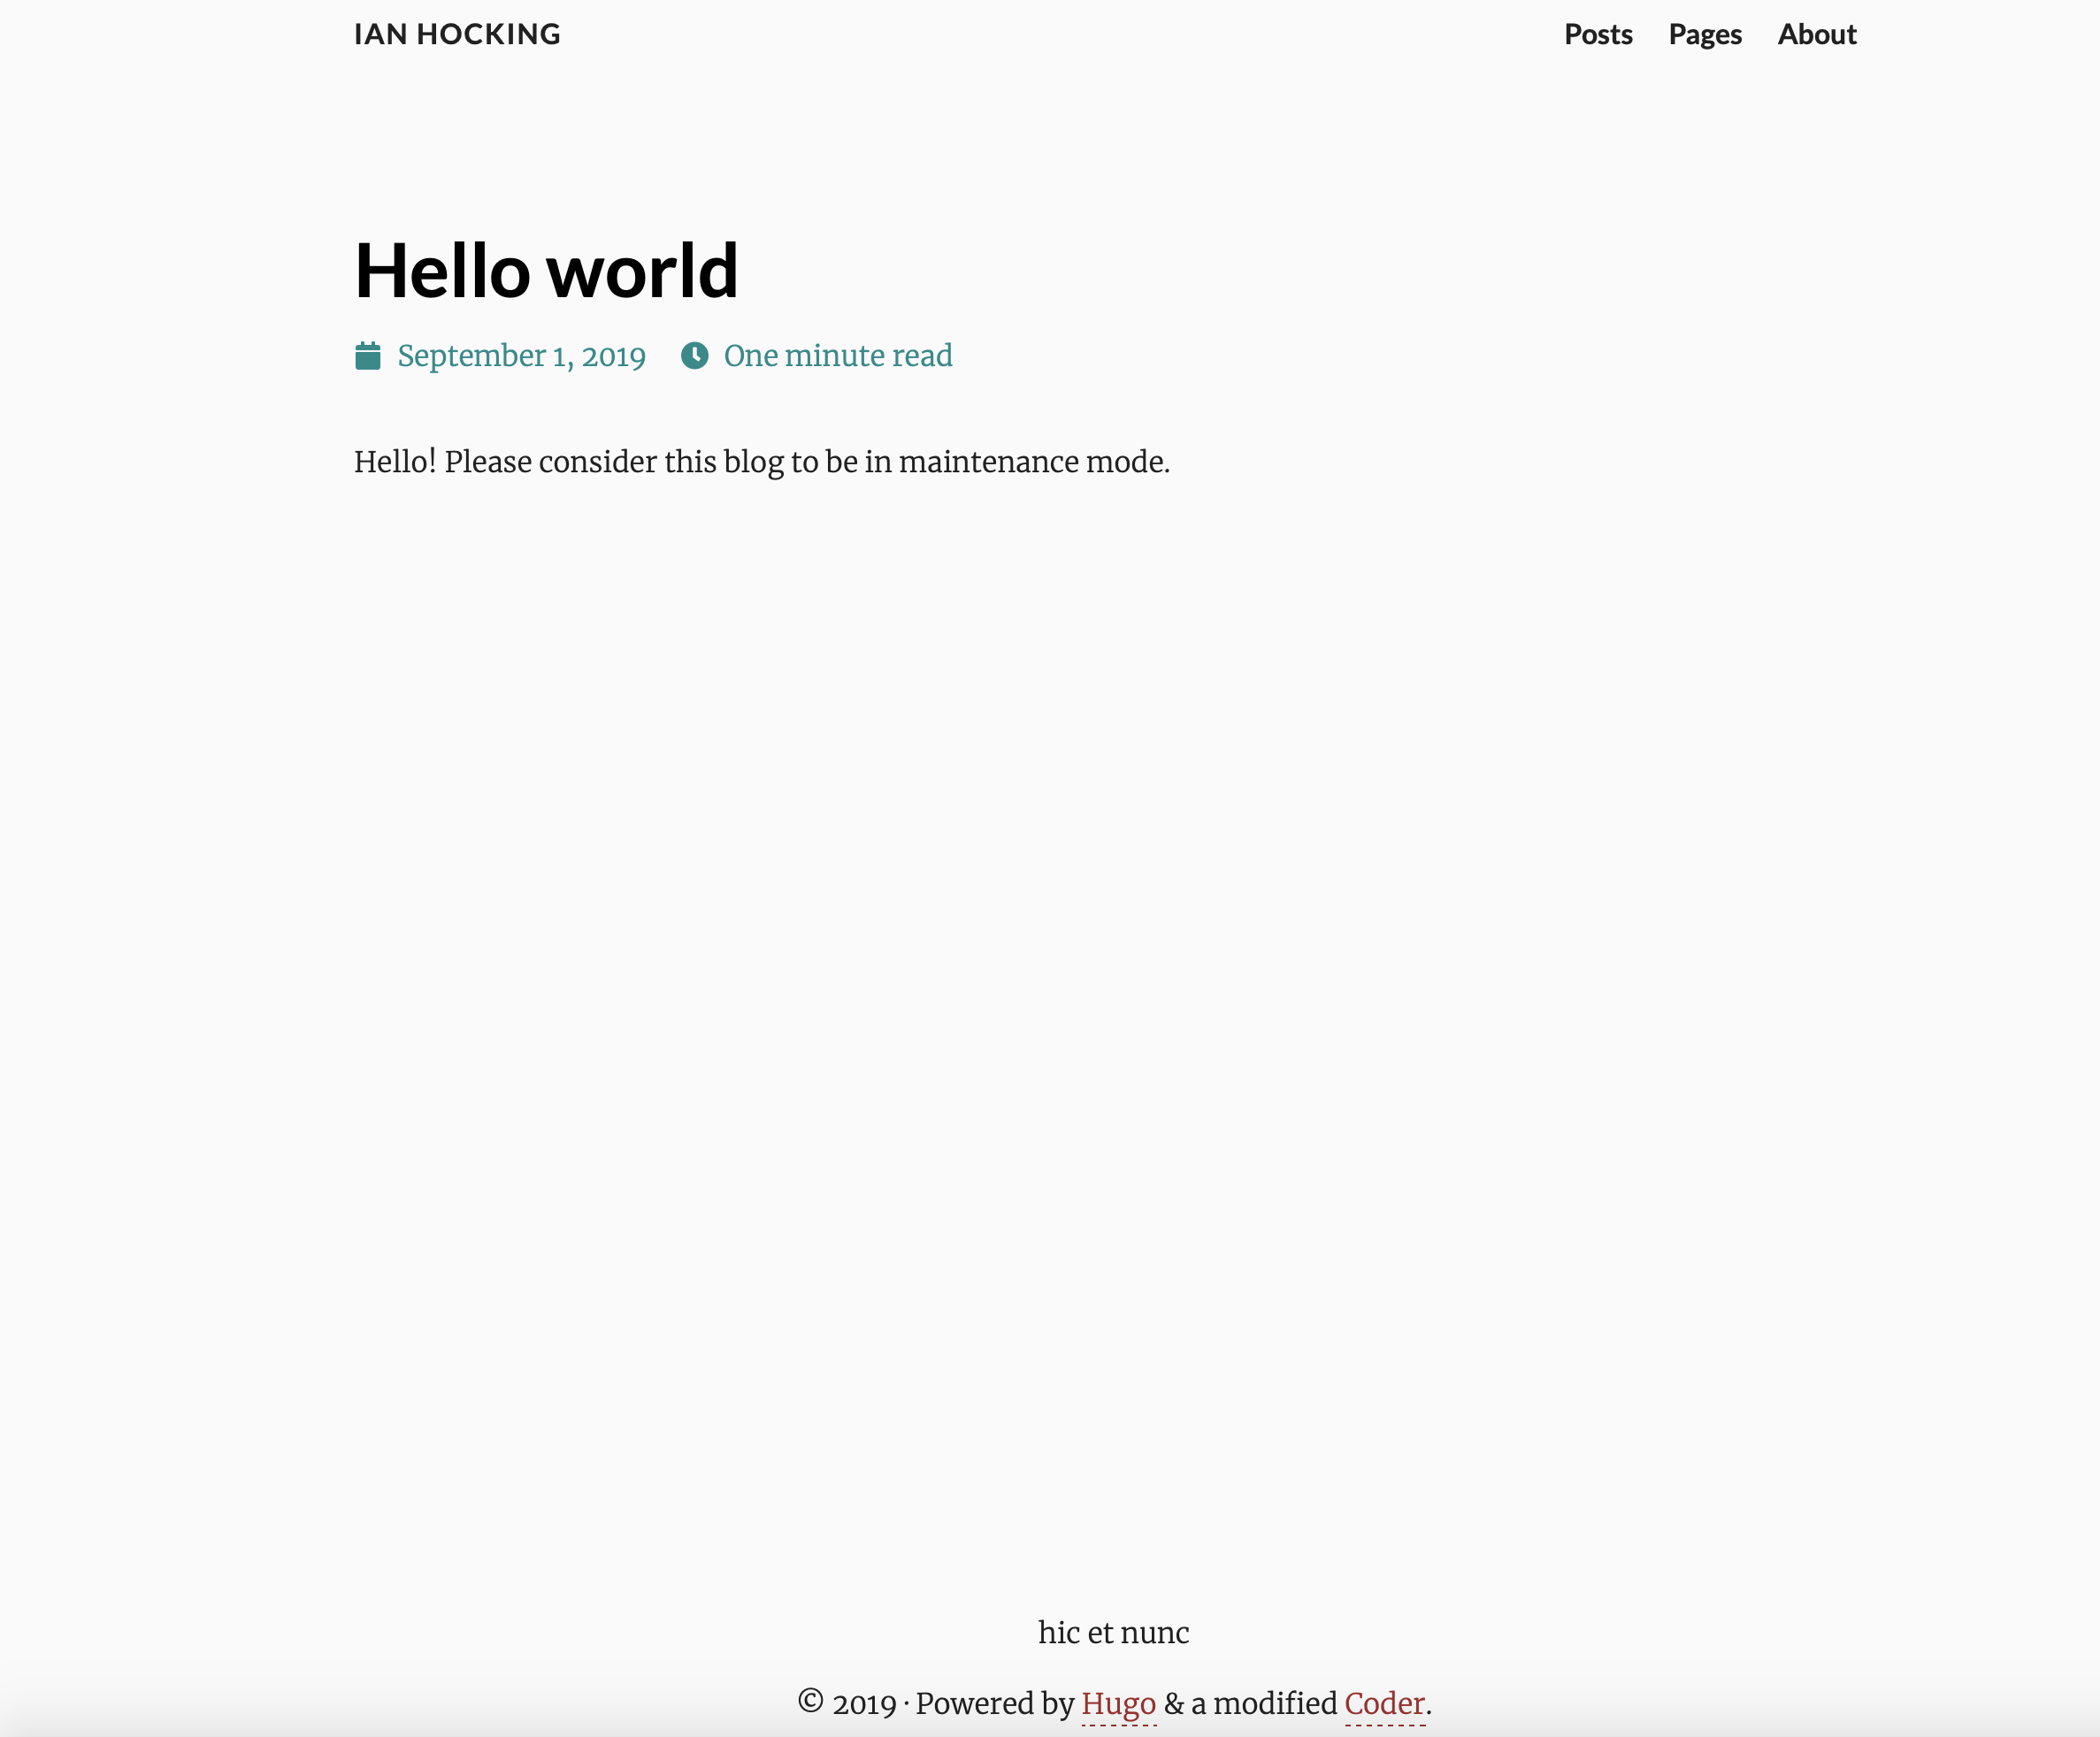 IAN HOCKING
Posts Pages About
Hello world
September 1, 2019 One minute read
Hello! Please consider this blog to be in maintenance mode.
hic et nunc
© 2019 · Powered by Hugo & a modified Coder.